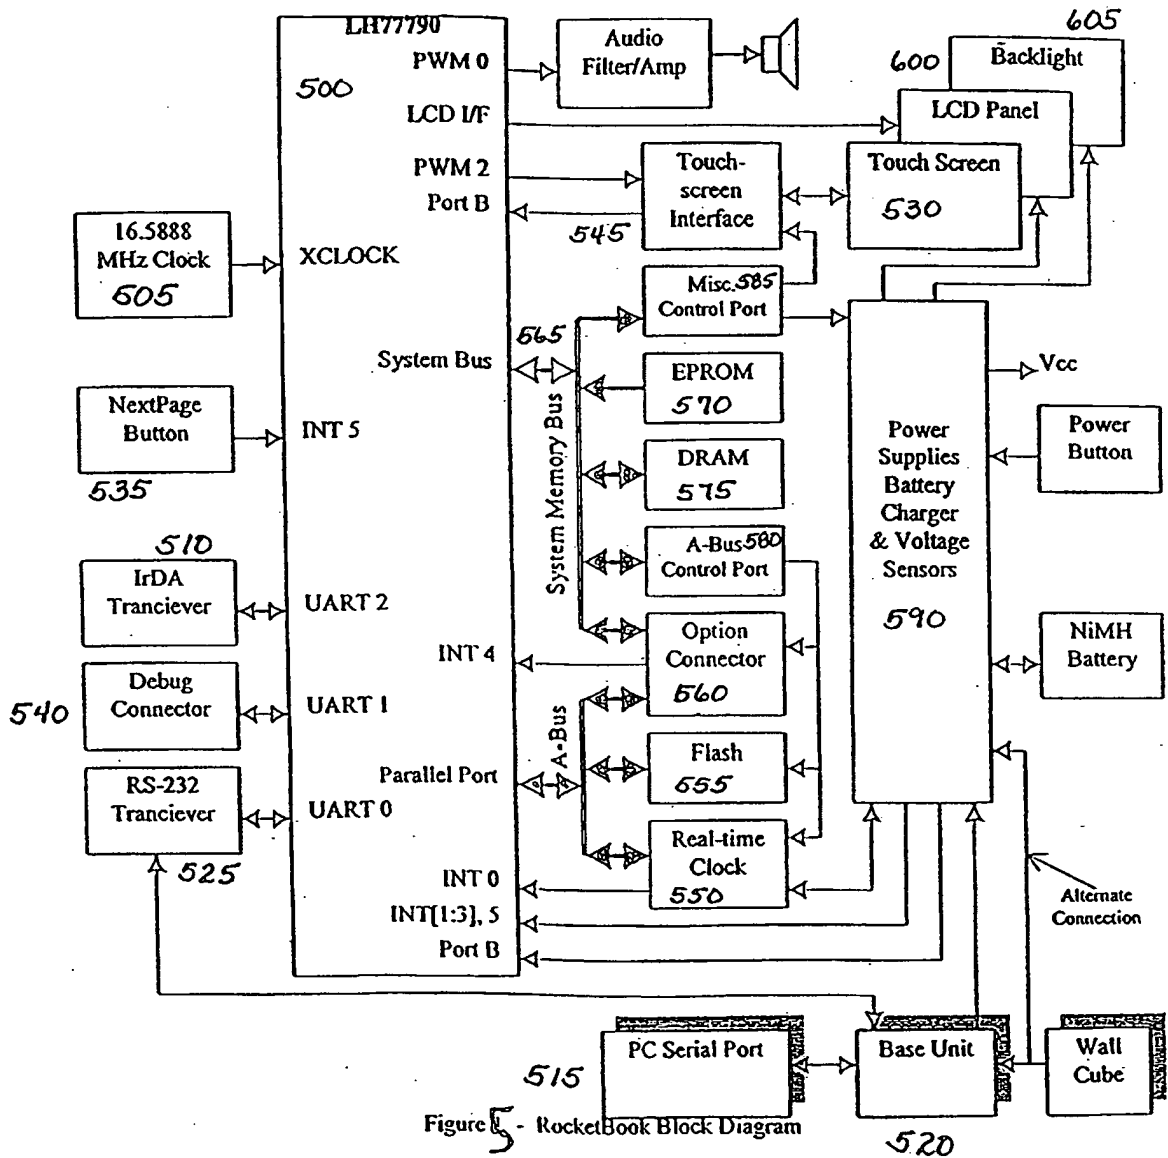 LH77790
500
PWM 0
LCD I/F
PWM 2
Port B
XCLOCK
System Bus
INT 5
UART 2
INT 4
UART 1
Parallel Port
UART 0
INT 0
INT[1:3], 5
Port B
Audio
Filter/Amp
605
Backlight
600
LCD Panel
Touch-
screen
Interface
545
Touch Screen
530
16.5888
MHz Clock
505
Misc. 585
Control Port
565
EPROM
570
System Memory Bus
DRAM
575
A-Bus 580
Control Port
Option
Connector
560
A-Bus
Flash
555
Real-time
Clock
550
NextPage
Button
535
510
IrDA
Tranciever
Debug
Connector
540
RS-232
Tranciever
525
Power
Supplies
Battery
Charger
& Voltage
Sensors
590
Vcc
Power
Button
NiMH
Battery
Alternate
Connection
PC Serial Port
515
Base Unit
520
Wall
Cube
Figure 5 - RocketBook Block Diagram